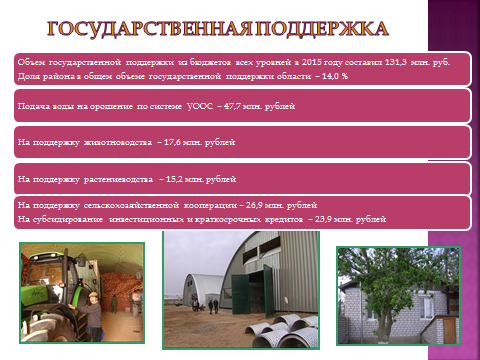 ГОСУДАРСТВЕННАЯ ПОДДЕРЖКА
Объем государственной поддержки из бюджетов всех уровней в 2015 году составил 131,3 млн. руб.
Доля района в общем объеме государственной поддержки области – 14,0 %
Подача воды на орошение по системе УООС – 47,7 млн. рублей
На поддержку животноводства – 17,6 млн. рублей
На поддержку растениеводства – 15,2 млн. рублей
На поддержку сельскохозяйственной кооперации – 26,9 млн. рублей
На субсидирование инвестиционных и краткосрочных кредитов – 23,9 млн. рублей